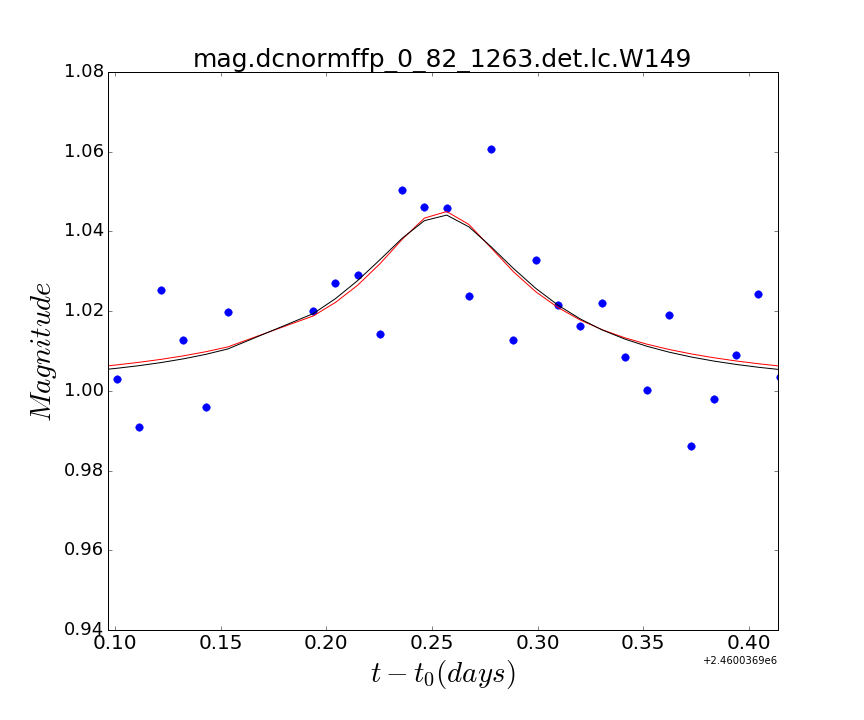 mag.dcnormffp_0_82_1263.det.lc.W149
1.08
1.06
1.04
1.02
1.00
0.98
0.96
0.94
Magnitude
0.10 0.15 0.20 0.25 0.30 0.35 0.40
+2.4600369e6
t − t₀(days)